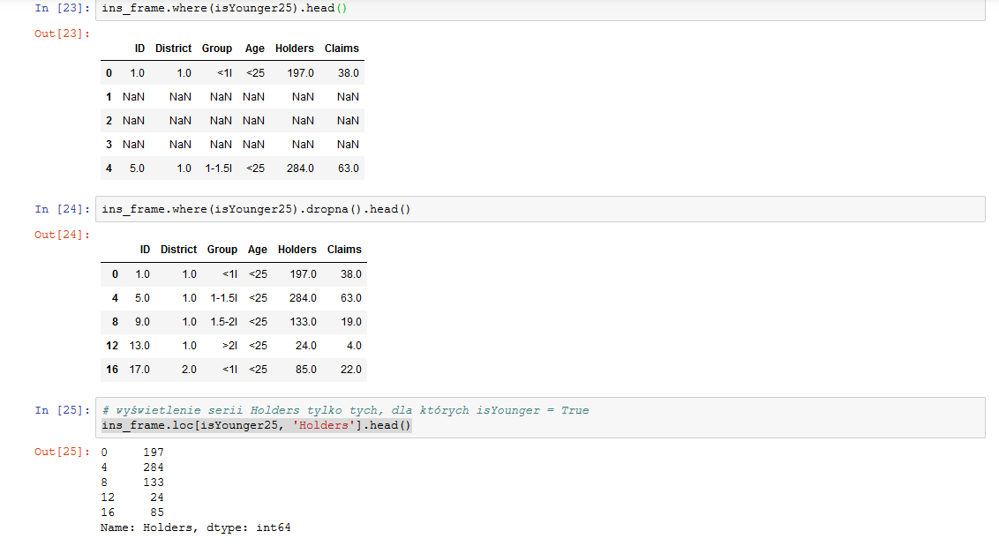 In [23]: ins_frame.where(isYounger25).head()
Out[23]:
ID District Group Age Holders Claims
0 1.0 1.0 <1l <25 197.0 38.0
1 NaN NaN NaN NaN NaN NaN
2 NaN NaN NaN NaN NaN NaN
3 NaN NaN NaN NaN NaN NaN
4 5.0 1.0 1-1.5l <25 284.0 63.0
In [24]: ins_frame.where(isYounger25).dropna().head()
Out[24]:
ID District Group Age Holders Claims
0 1.0 1.0 <1l <25 197.0 38.0
4 5.0 1.0 1-1.5l <25 284.0 63.0
8 9.0 1.0 1.5-2l <25 133.0 19.0
12 13.0 1.0 >2l <25 24.0 4.0
16 17.0 2.0 <1l <25 85.0 22.0
In [25]: # wyświetlenie serii Holders tylko tych, dla których isYounger = True
ins_frame.loc[isYounger25, 'Holders'].head()
Out[25]: 0 197
4 284
8 133
12 24
16 85
Name: Holders, dtype: int64